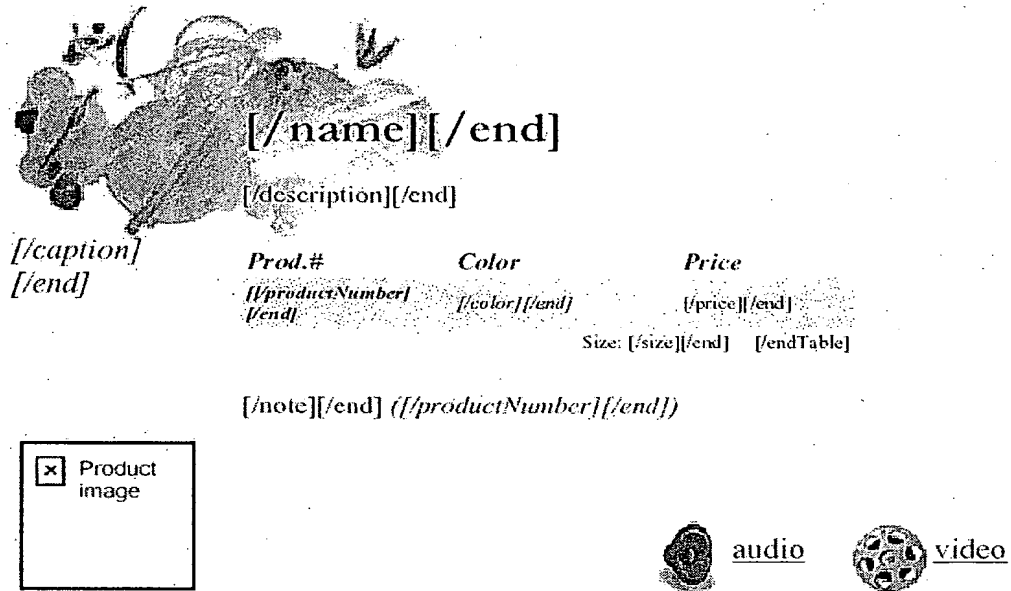 [/name][/end]
[/description][/end]
[/caption]
[/end]
Prod.# Color Price
[[/productNumber] [/color][/end] [/price][/end]
[/end]
Size: [/size][/end] [/endTable]
[/note][/end] ([/productNumber][/end])
Product
image
audio video